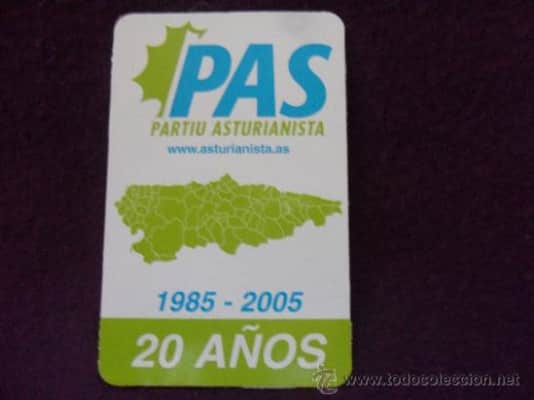 PAS
PARTIU ASTURIANISTA
www.asturianista.as
1985 - 2005
20 AÑOS
www.todocoleccion.net